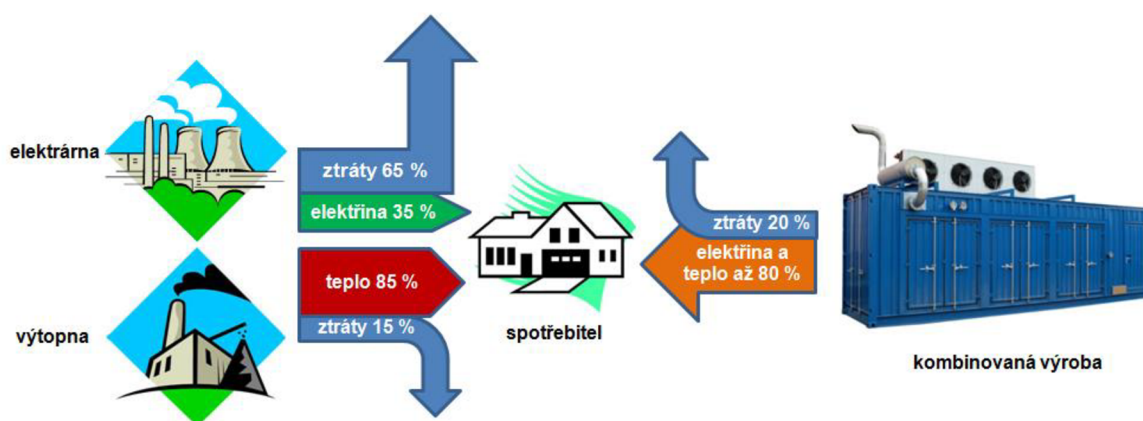 elektrárna
ztráty 65 %
elektřina 35 %
teplo 85 %
ztráty 15 %
výtopna
spotřebitel
ztráty 20 %
elektřina a
teplo až 80 %
kombinovaná výroba